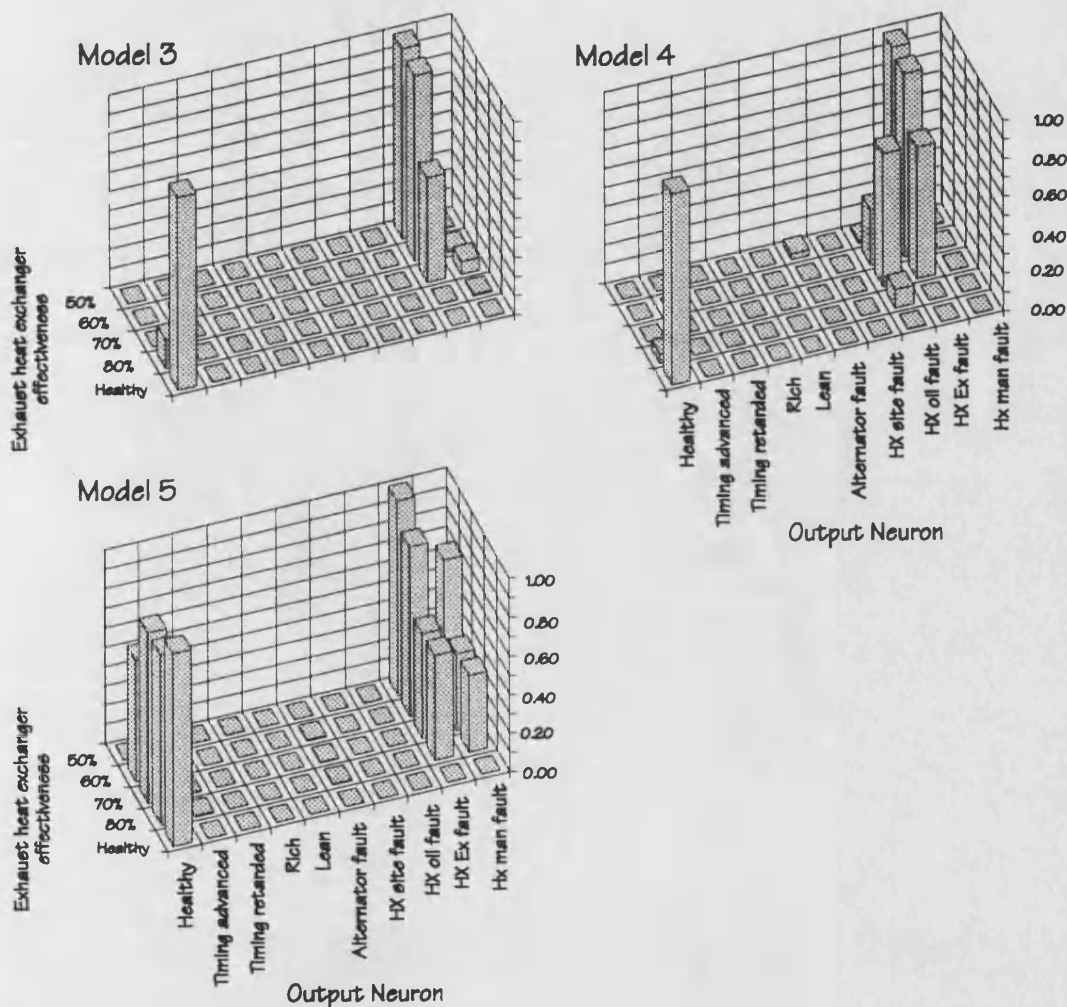 Model 3
Exhaust heat exchanger
effectiveness
50%
60%
70%
80%
Healthy
Model 4
1.00
0.80
0.60
0.40
0.20
0.00
Healthy
Timing advanced
Timing retarded
Rich
Lean
Alternator fault
HX site fault
HX oil fault
HX Ex fault
Hx man fault
Output Neuron
Model 5
Exhaust heat exchanger
effectiveness
50%
60%
70%
80%
Healthy
1.00
0.80
0.60
0.40
0.20
0.00
Healthy
Timing advanced
Timing retarded
Rich
Lean
Alternator fault
HX site fault
HX oil fault
HX Ex fault
Hx man fault
Output Neuron